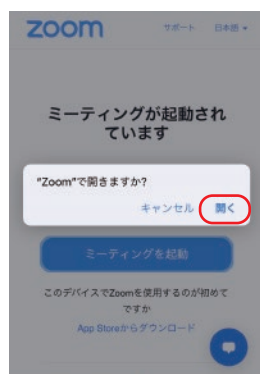 zoom
サポート 日本語
ミーティングが起動され
ています
"Zoom"で開きますか?
キャンセル 開く
ミーティングを起動
このデバイスでZoomを使用するのが初めて
ですか
App Storeからダウンロード